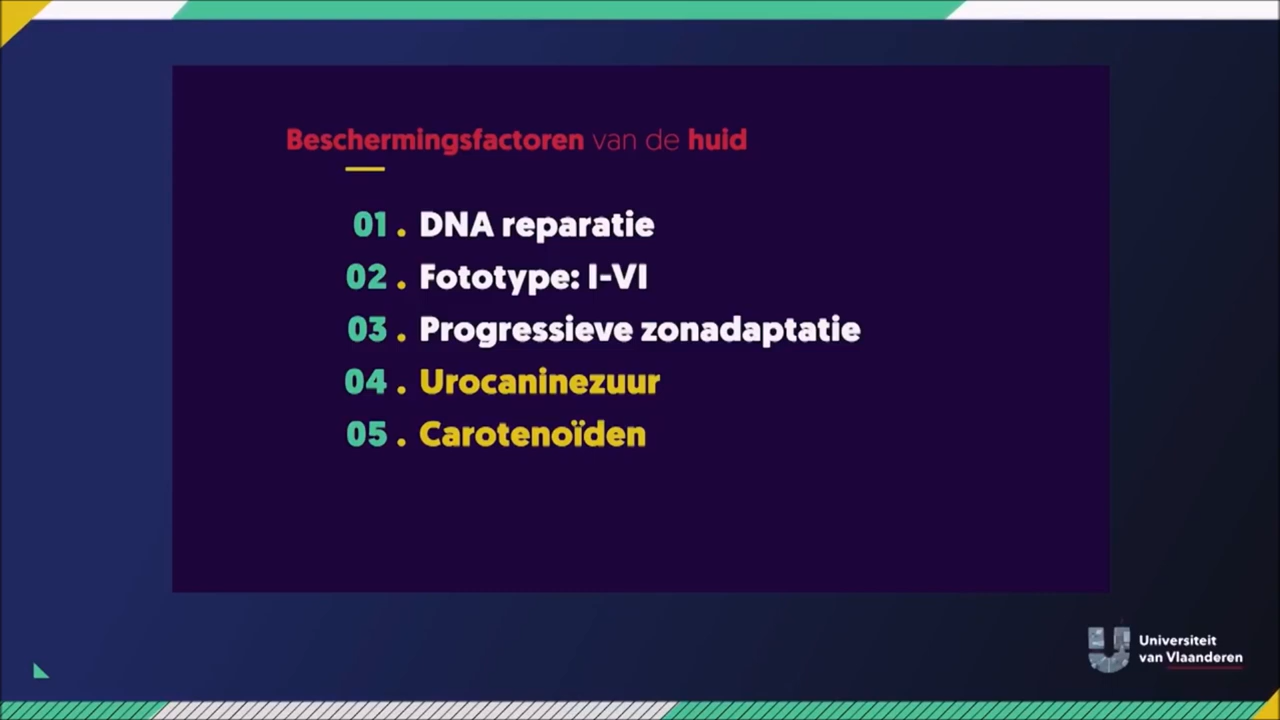 Beschermingsfactoren van de huid
01. DNA reparatie
02. Fototype: I-VI
03. Progressieve zonadaptatie
04. Urocaninezuur
05. Carotenoïden
Universiteit
van Vlaanderen